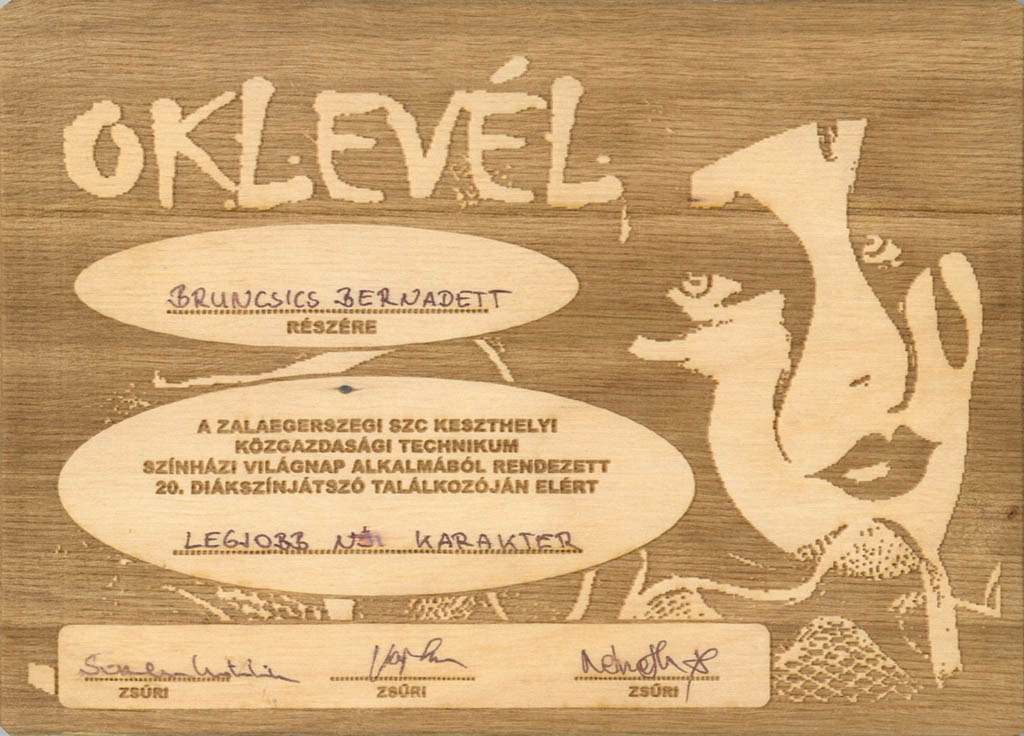 OKLEVÉL
BRUNCSICS BERNADETT
RÉSZÉRE
A ZALAEGERSZEGI SZC KESZTHELYI
KÖZGAZDASÁGI TECHNIKUM
SZÍNHÁZI VILÁGNAP ALKALMÁBÓL RENDEZETT
20. DIÁKSZÍNJÁTSZÓ TALÁLKOZÓJÁN ELÉRT
LEGJOBB NŐI KARAKTER
ZSŰRI ZSŰRI ZSŰRI